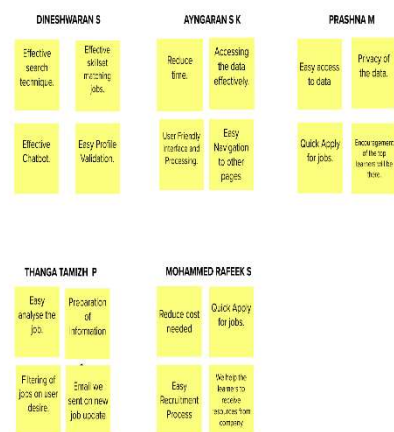 DINESHWARAN S
Effective
search
technique.
Effective
skillset
matching
jobs.
Effective
Chatbot.
Easy Profile
Validation.
AYNGARAN S K
Reduce
time.
Accessing
the data
effectively.
User Friendly
Interface and
Processing.
Easy
Navigation
to other
pages
PRASHNA M
Easy access
to data
Privacy of
the data.
Quick Apply
for jobs.
Encouragement
of the top
learners will be
there.
THANGA TAMIZH P
Easy
analyse the
job.
Preparation
of
Information
Filtering of
jobs on user
desire.
Email we
sent on new
job update
MOHAMMED RAFEEK S
Reduce cost
needed
Quick Apply
for jobs.
Easy
Recruitment
Process
We help the
learners to
receive
resources from
company